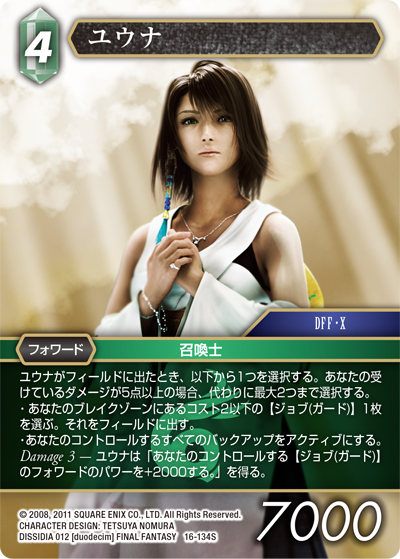 4
ユウナ
DFF・X
フォワード
召喚士
ユウナがフィールドに出たとき、以下から1つを選択する。あなたの受
けているダメージが5点以上の場合、代わりに最大2つまで選択する。
・あなたのブレイクゾーンにあるコスト2以下の【ジョブ(ガード)】1枚
を選ぶ。それをフィールドに出す。
・あなたのコントロールするすべてのバックアップをアクティブにする。
Damage 3 — ユウナは「あなたのコントロールする【ジョブ(ガード)】
のフォワードのパワーを+2000する。」を得る。
© 2008, 2011 SQUARE ENIX CO., LTD. All Rights Reserved.
CHARACTER DESIGN: TETSUYA NOMURA
DISSIDIA 012 [duodecim] FINAL FANTASY 16-134S
7000